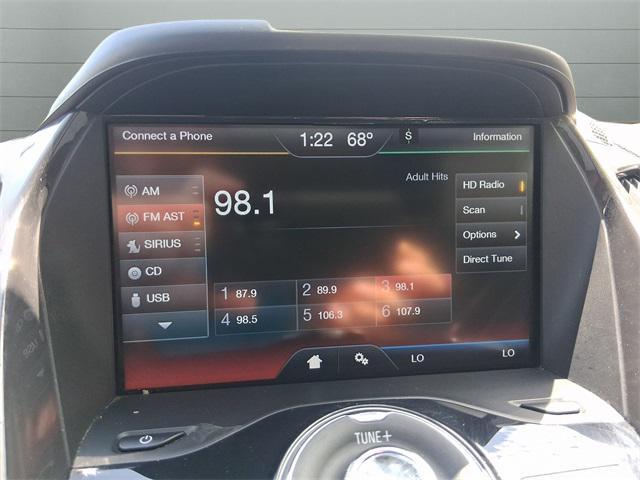 Connect a Phone 1:22 68° $ Information
Adult Hits
AM
FM AST
SIRIUS
CD
USB
98.1
HD Radio
Scan
Options >
Direct Tune
1 87.9 2 89.9 3 98.1
4 98.5 5 106.3 6 107.9
LO LO
TUNE+